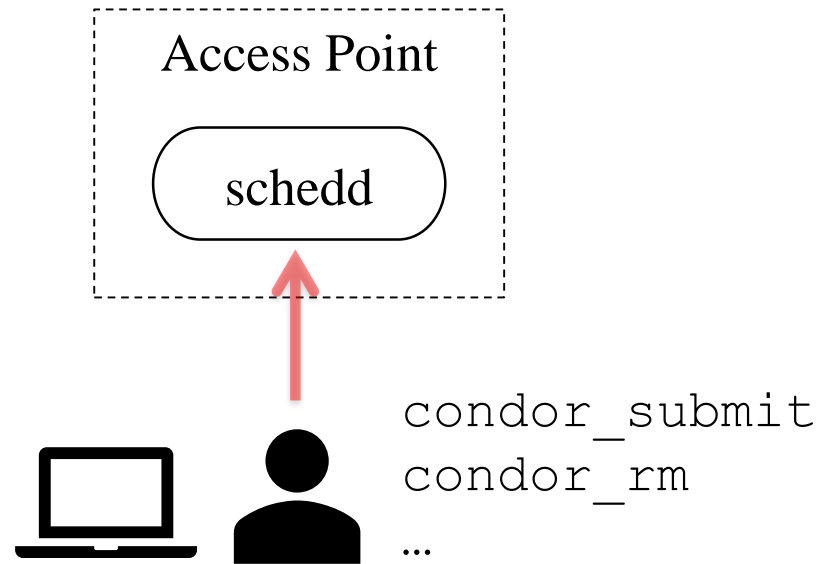 Access Point
schedd
condor_submit
condor_rm
...